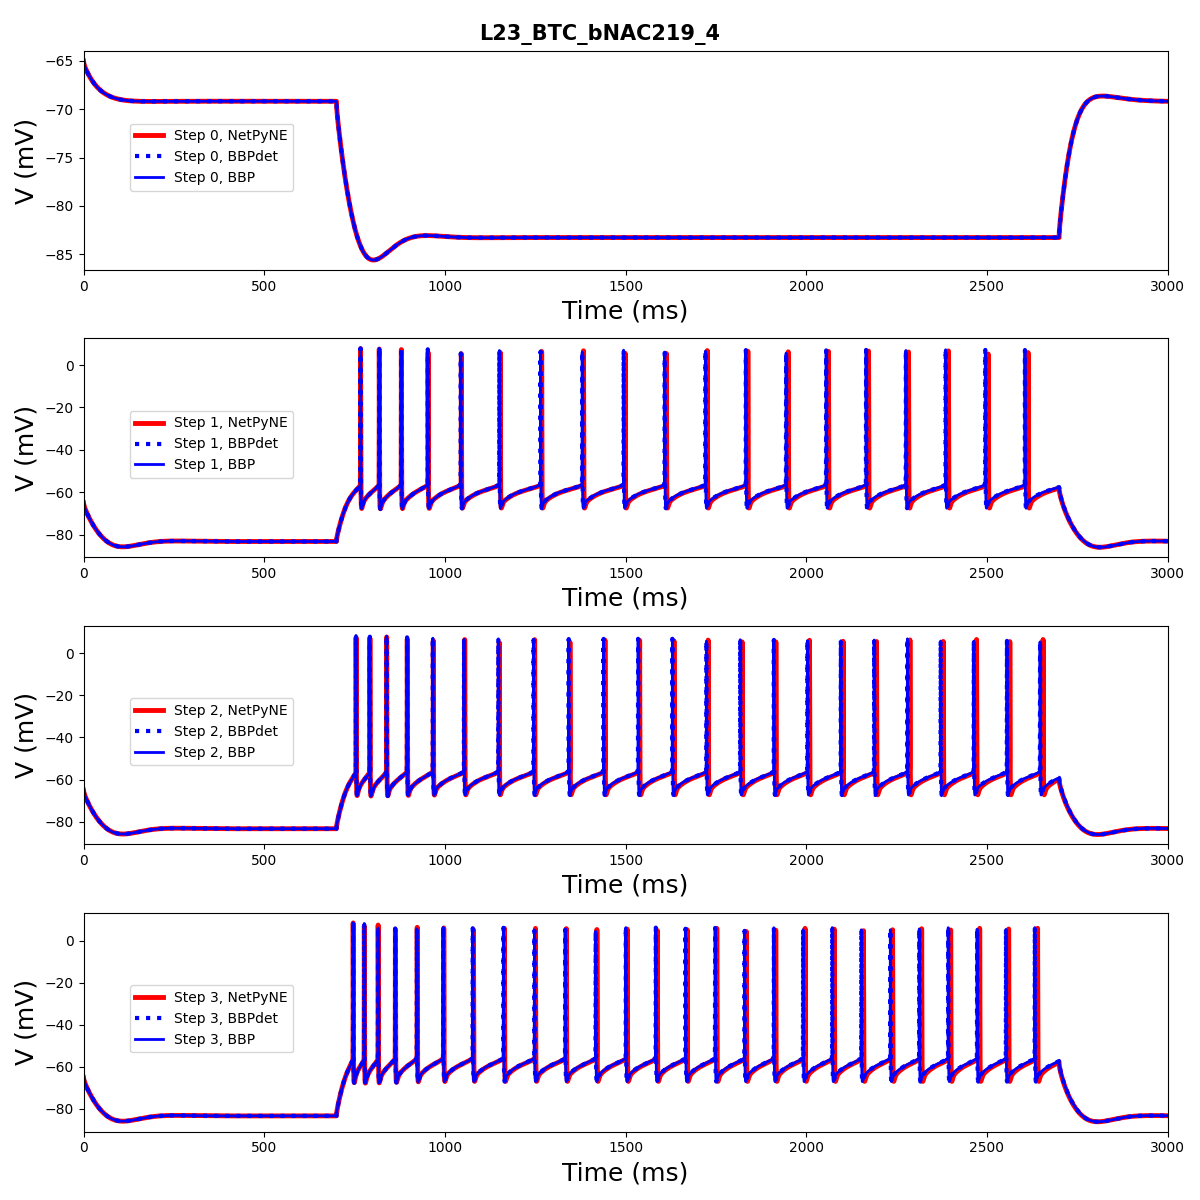 L23_BTC_bNAC219_4
−65
−70
−75
−80
−85
V (mV)
Step 0, NetPyNE
Step 0, BBPdet
Step 0, BBP
0 500 1000 1500 2000 2500 3000
Time (ms)
0
−20
−40
−60
−80
V (mV)
Step 1, NetPyNE
Step 1, BBPdet
Step 1, BBP
0 500 1000 1500 2000 2500 3000
Time (ms)
0
−20
−40
−60
−80
V (mV)
Step 2, NetPyNE
Step 2, BBPdet
Step 2, BBP
0 500 1000 1500 2000 2500 3000
Time (ms)
0
−20
−40
−60
−80
V (mV)
Step 3, NetPyNE
Step 3, BBPdet
Step 3, BBP
0 500 1000 1500 2000 2500 3000
Time (ms)